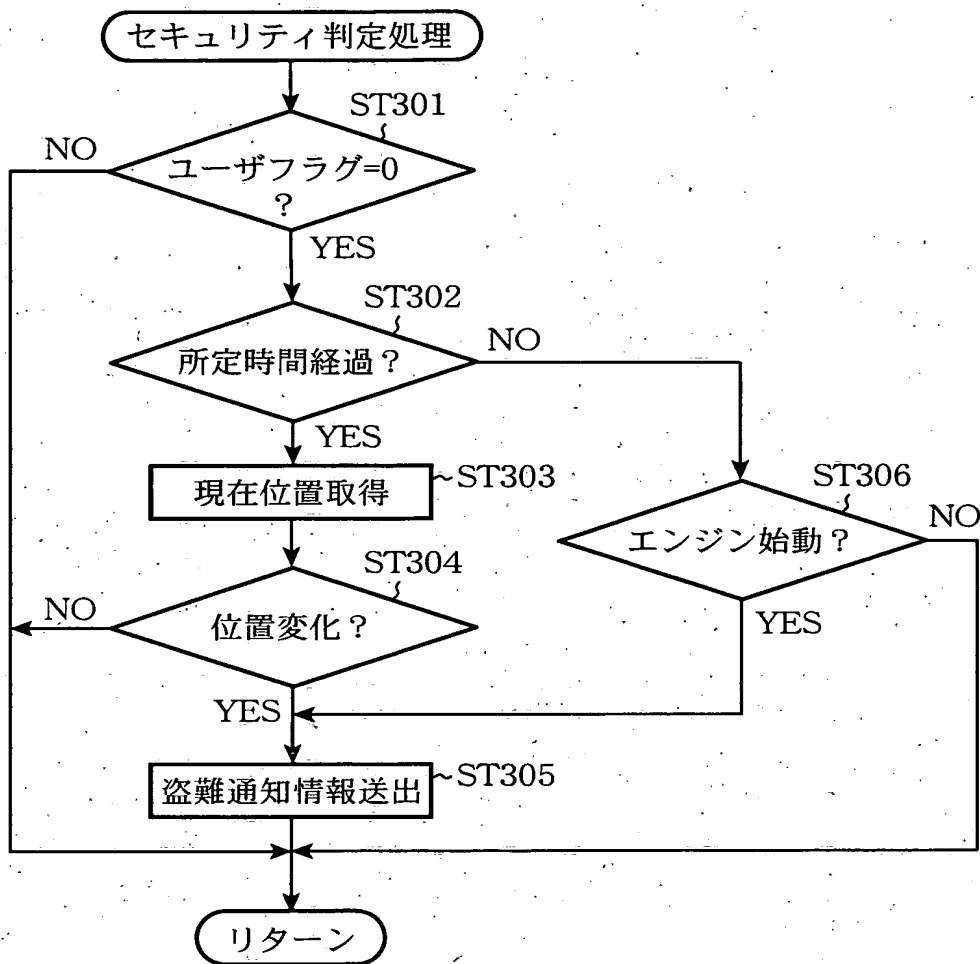 セキュリティ判定処理
ST301
NO
ユーザフラグ=0
?
YES
ST302
NO
所定時間経過?
YES
ST303
現在位置取得
ST306
NO
エンジン始動?
ST304
NO
位置変化?
YES
YES
盗難通知情報送出
ST305
リターン